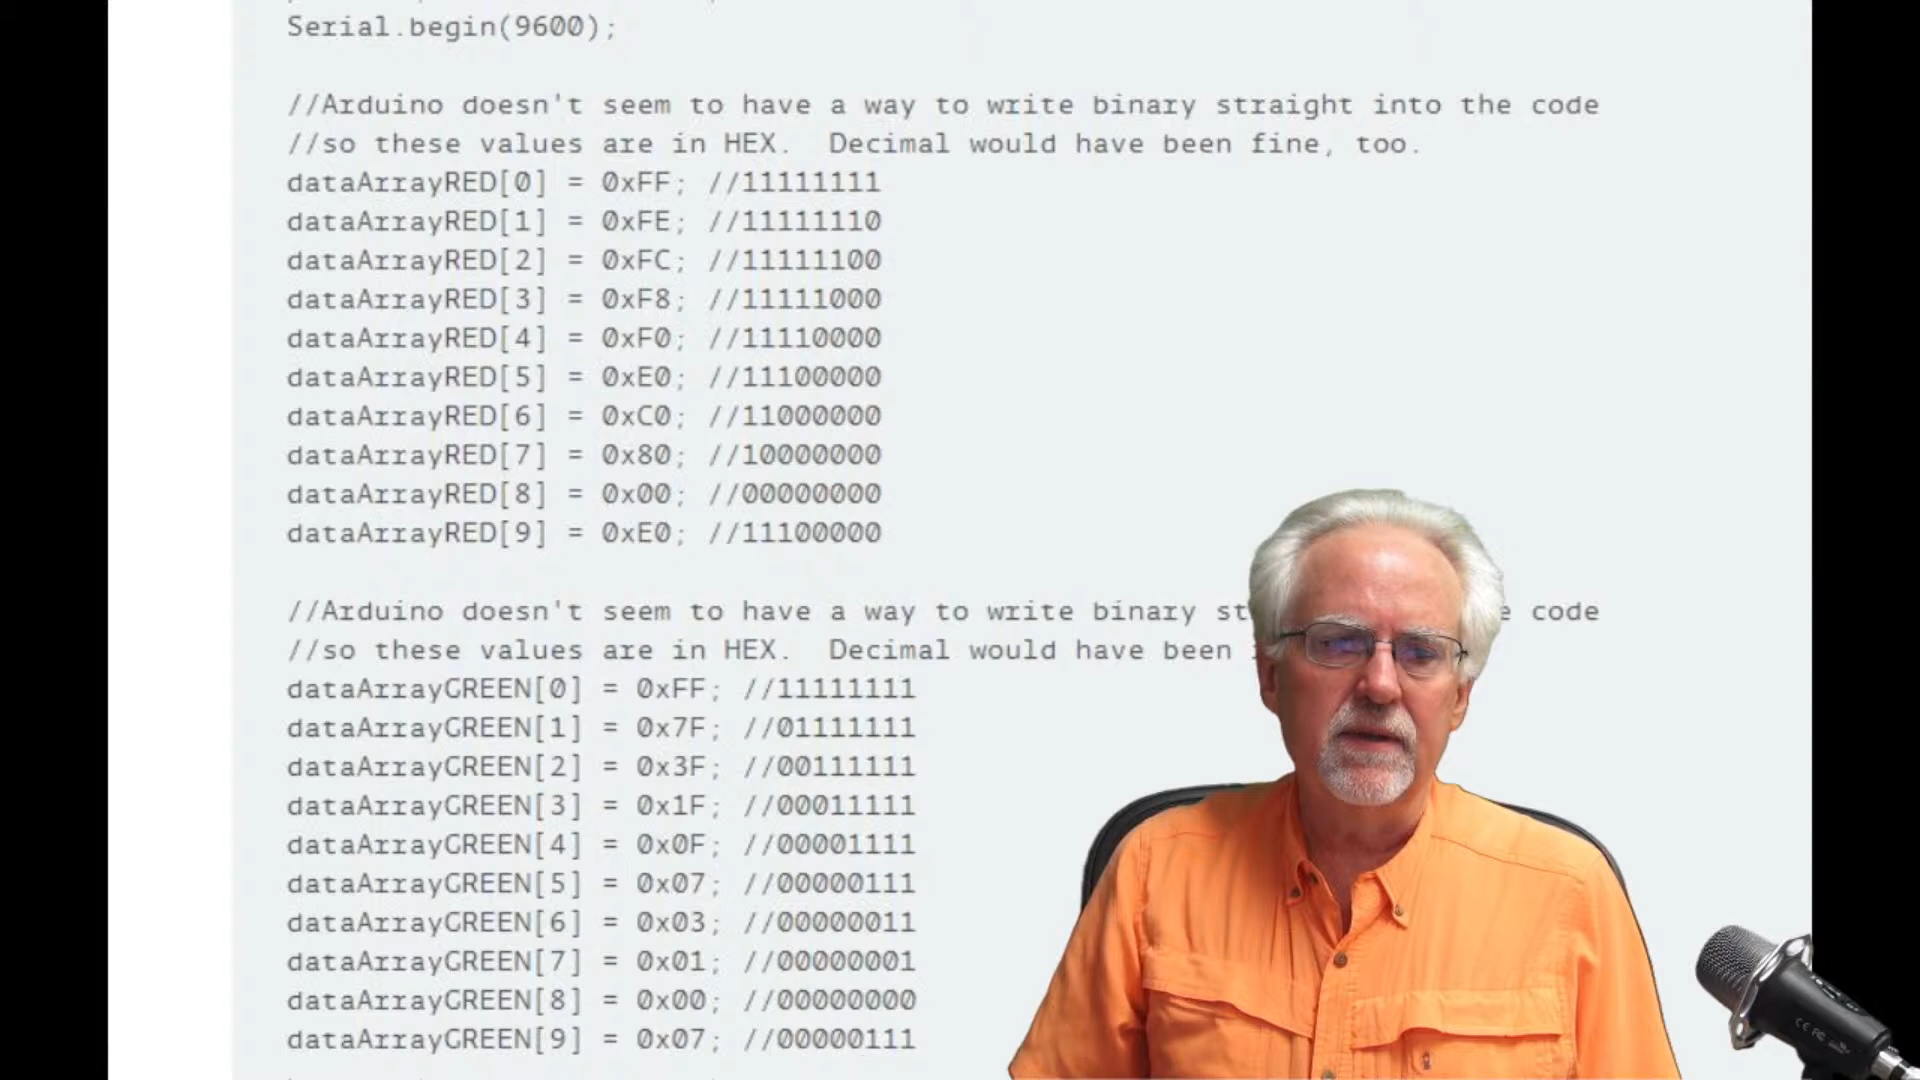 Serial.begin(9600);
//Arduino doesn't seem to have a way to write binary straight into the code
//so these values are in HEX.  Decimal would have been fine, too.
dataArrayRED[0] = 0xFF; //11111111
dataArrayRED[1] = 0xFE; //11111110
dataArrayRED[2] = 0xFC; //11111100
dataArrayRED[3] = 0xF8; //11111000
dataArrayRED[4] = 0xF0; //11110000
dataArrayRED[5] = 0xE0; //11100000
dataArrayRED[6] = 0xC0; //11000000
dataArrayRED[7] = 0x80; //10000000
dataArrayRED[8] = 0x00; //00000000
dataArrayRED[9] = 0xE0; //11100000
//Arduino doesn't seem to have a way to write binary code
//so these values are in HEX.  Decimal would have been
dataArrayGREEN[0] = 0xFF; //11111111
dataArrayGREEN[1] = 0x7F; //01111111
dataArrayGREEN[2] = 0x3F; //00111111
dataArrayGREEN[3] = 0x1F; //00011111
dataArrayGREEN[4] = 0x0F; //00001111
dataArrayGREEN[5] = 0x07; //00000111
dataArrayGREEN[6] = 0x03; //00000011
dataArrayGREEN[7] = 0x01; //00000001
dataArrayGREEN[8] = 0x00; //00000000
dataArrayGREEN[9] = 0x07; //00000111